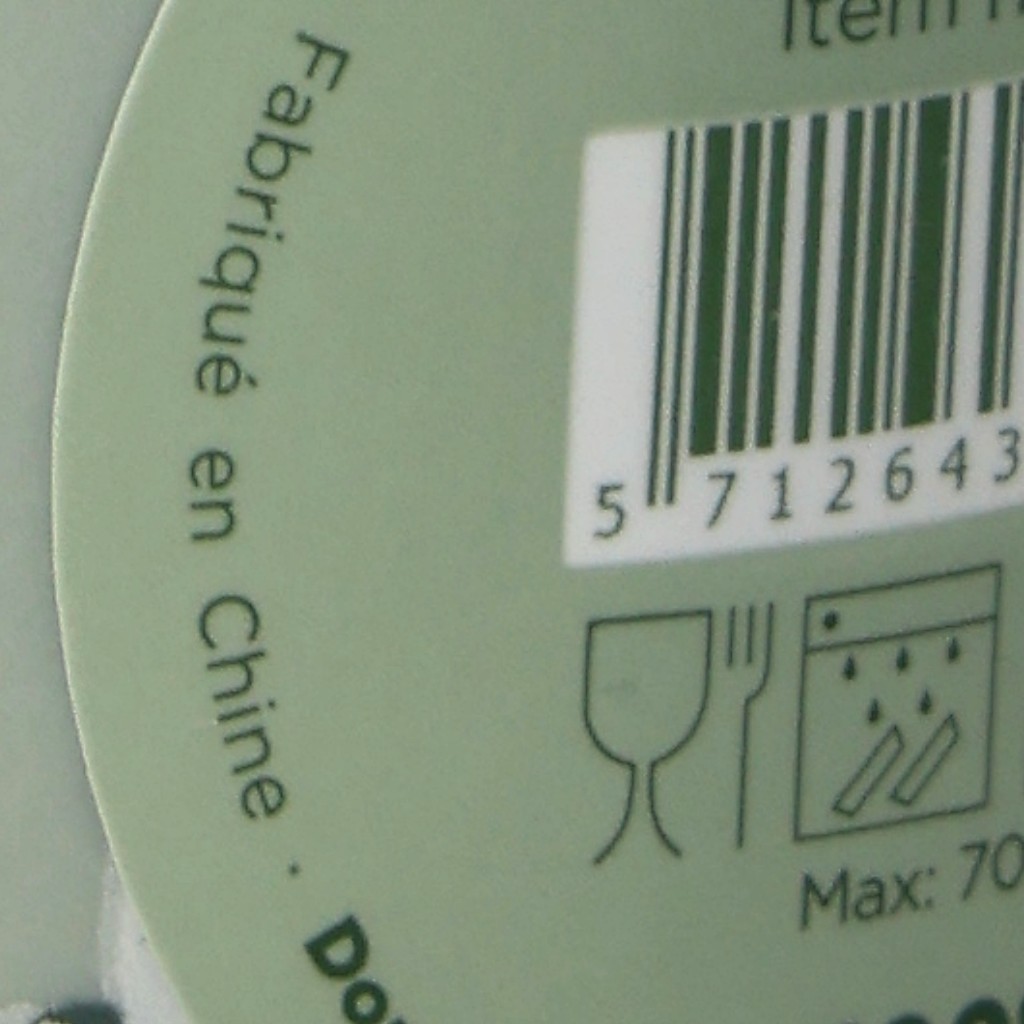 Fabriqué en Chine ·
5 712643
Max: 70